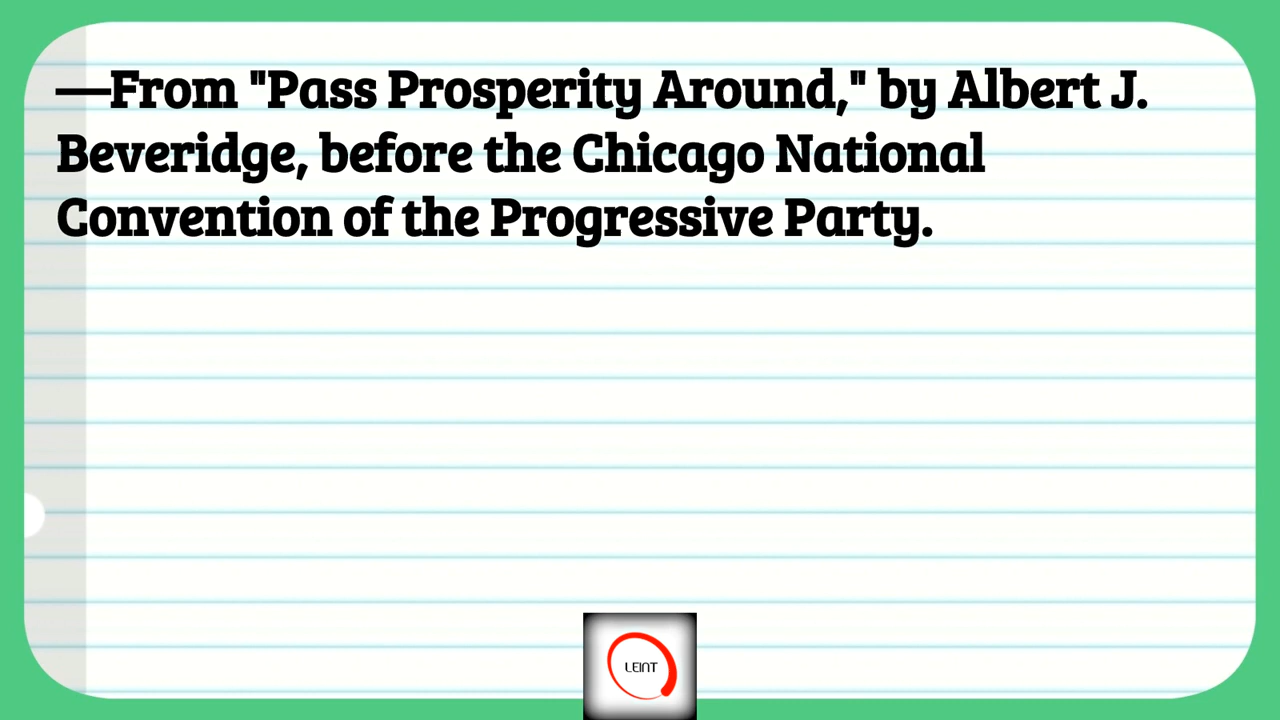 —From "Pass Prosperity Around," by Albert J.
Beveridge, before the Chicago National
Convention of the Progressive Party.
LEINT